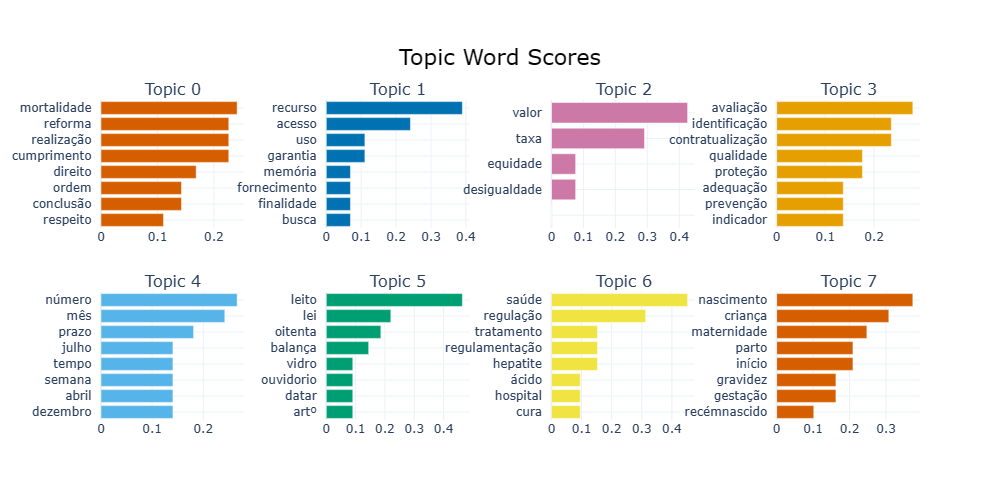 Topic Word Scores
Topic 0
mortalidade
reforma
realização
cumprimento
direito
ordem
conclusão
respeito
0 0.1 0.2
Topic 1
recurso
acesso
uso
garantia
memória
fornecimento
finalidade
busca
0 0.1 0.2 0.3 0.4
Topic 2
valor
taxa
equidade
desigualdade
0 0.1 0.2 0.3 0.4
Topic 3
avaliação
identificação
contratualização
qualidade
proteção
adequação
prevenção
indicador
0 0.1 0.2
Topic 4
número
mês
prazo
julho
tempo
semana
abril
dezembro
0 0.1 0.2
Topic 5
leito
lei
oitenta
balança
vidro
ouvidorio
datar
artº
0 0.1 0.2 0.3 0.4
Topic 6
saúde
regulação
tratamento
regulamentação
hepatite
ácido
hospital
cura
0 0.1 0.2 0.3 0.4
Topic 7
nascimento
criança
maternidade
parto
início
gravidez
gestação
recémnascido
0 0.1 0.2 0.3